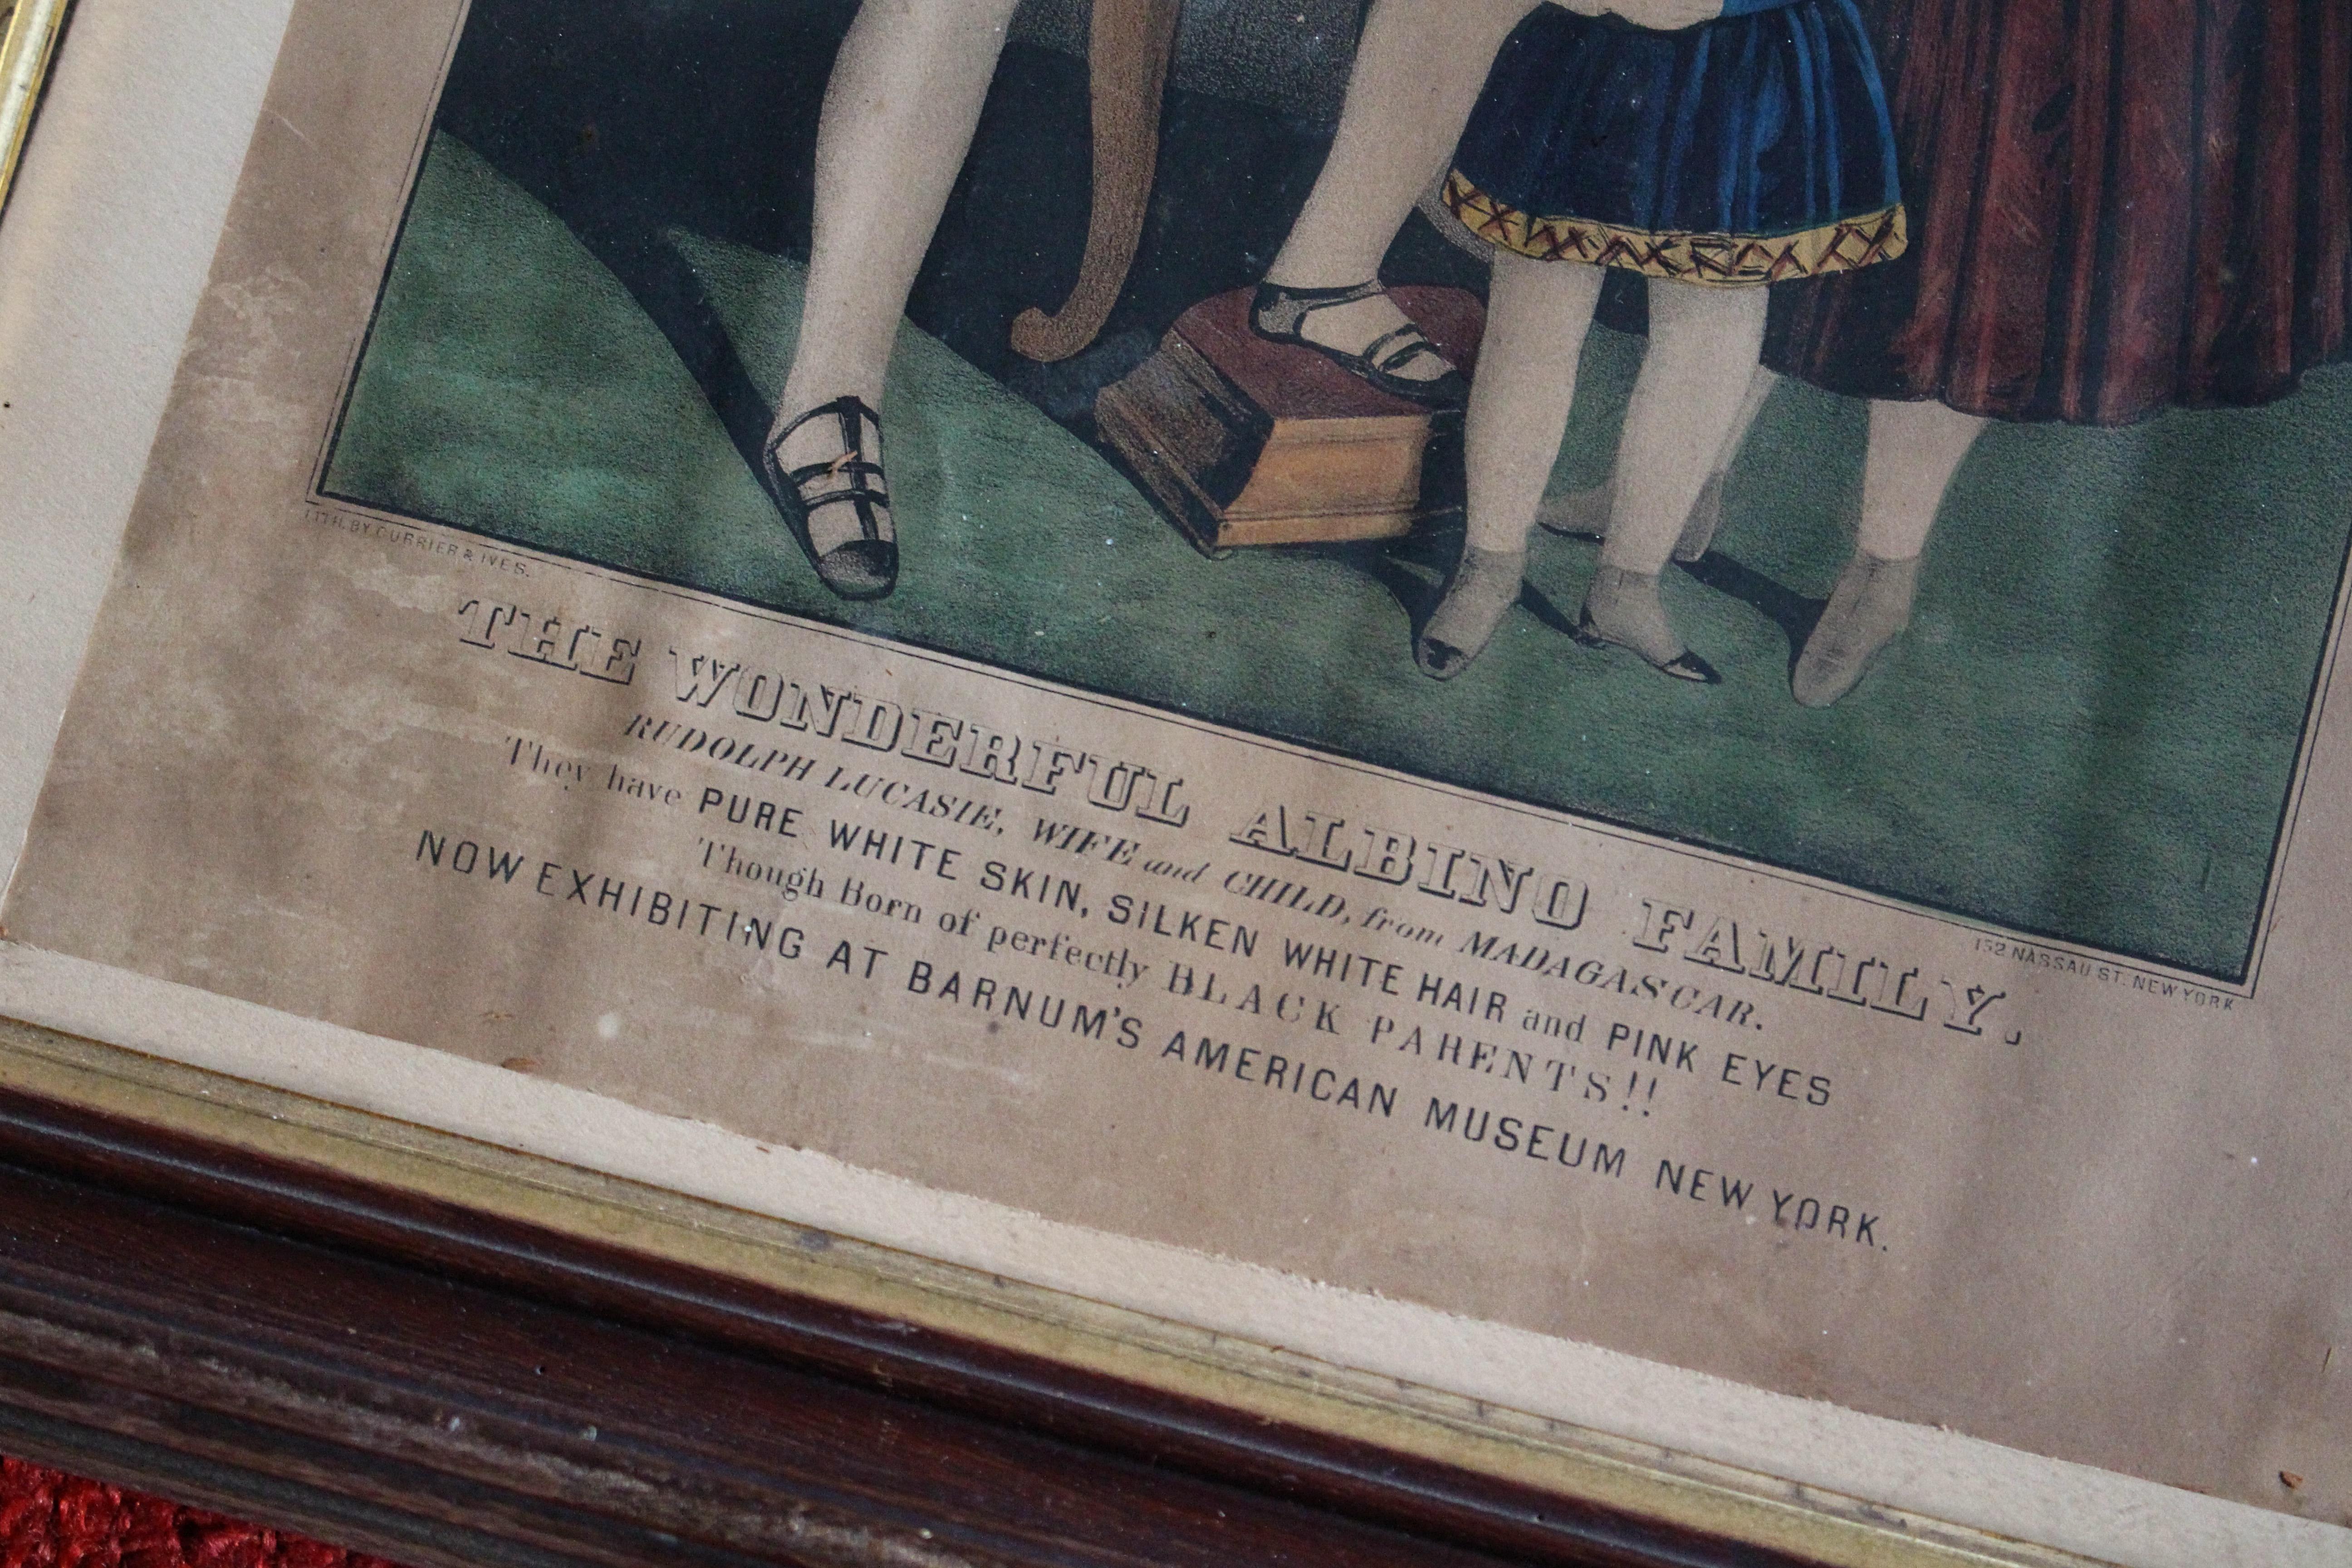 LITH. BY CURRIER & IVES.
152 NASSAU ST. NEW YORK
THE WONDERFUL ALBINO FAMILY.
RUDOLPH LUCASIE, WIFE and CHILD, from MADAGASCAR.
They have PURE WHITE SKIN, SILKEN WHITE HAIR and PINK EYES
Though Born of perfectly BLACK PARENTS!!
NOW EXHIBITING AT BARNUM'S AMERICAN MUSEUM NEW YORK.